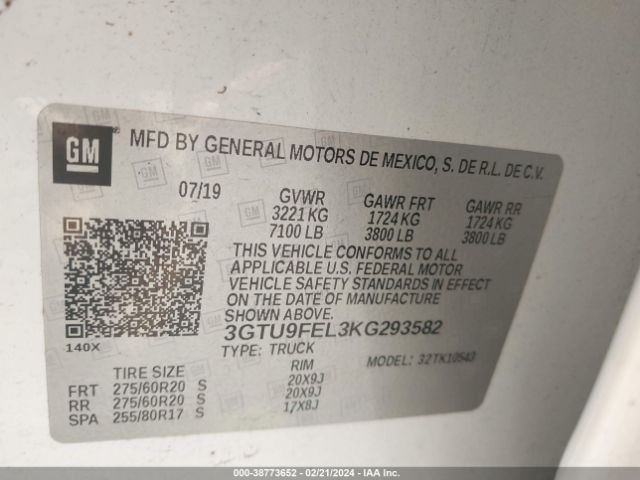 GM
MFD BY GENERAL MOTORS DE MEXICO, S. DE R.L. DE C.V.
07/19 GVWR GAWR FRT GAWR RR
3221 KG 1724 KG 1724 KG
7100 LB 3800 LB 3800 LB
THIS VEHICLE CONFORMS TO ALL
APPLICABLE U.S. FEDERAL MOTOR
VEHICLE SAFETY STANDARDS IN EFFECT
ON THE DATE OF MANUFACTURE
SHOWN ABOVE.
3GTU9FEL3KG293582
140X
TYPE: TRUCK MODEL: 32TK10543
TIRE SIZE RIM
FRT 275/60R20 S 20X9J
RR 275/60R20 S 20X9J
SPA 255/80R17 S 17X8J
000-38773652 - 02/21/2024 - IAA Inc.